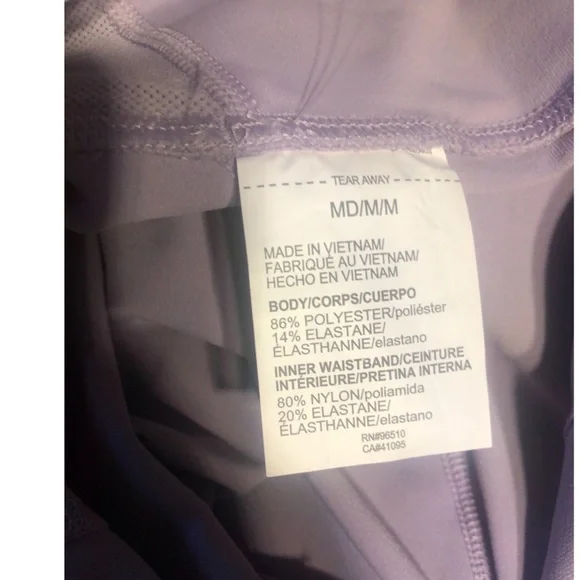 TEAR AWAY
MD/M/M
MADE IN VIETNAM/
FABRIQUÉ AU VIETNAM/
HECHO EN VIETNAM
BODY/CORPS/CUERPO
86% POLYESTER/poliéster
14% ELASTANE/
ÉLASTHANNE/elastano
INNER WAISTBAND/CEINTURE
INTÉRIEURE/PRETINA INTERNA
80% NYLON/poliamida
20% ELASTANE/
ÉLASTHANNE/elastano
RN#96510
CA#41095